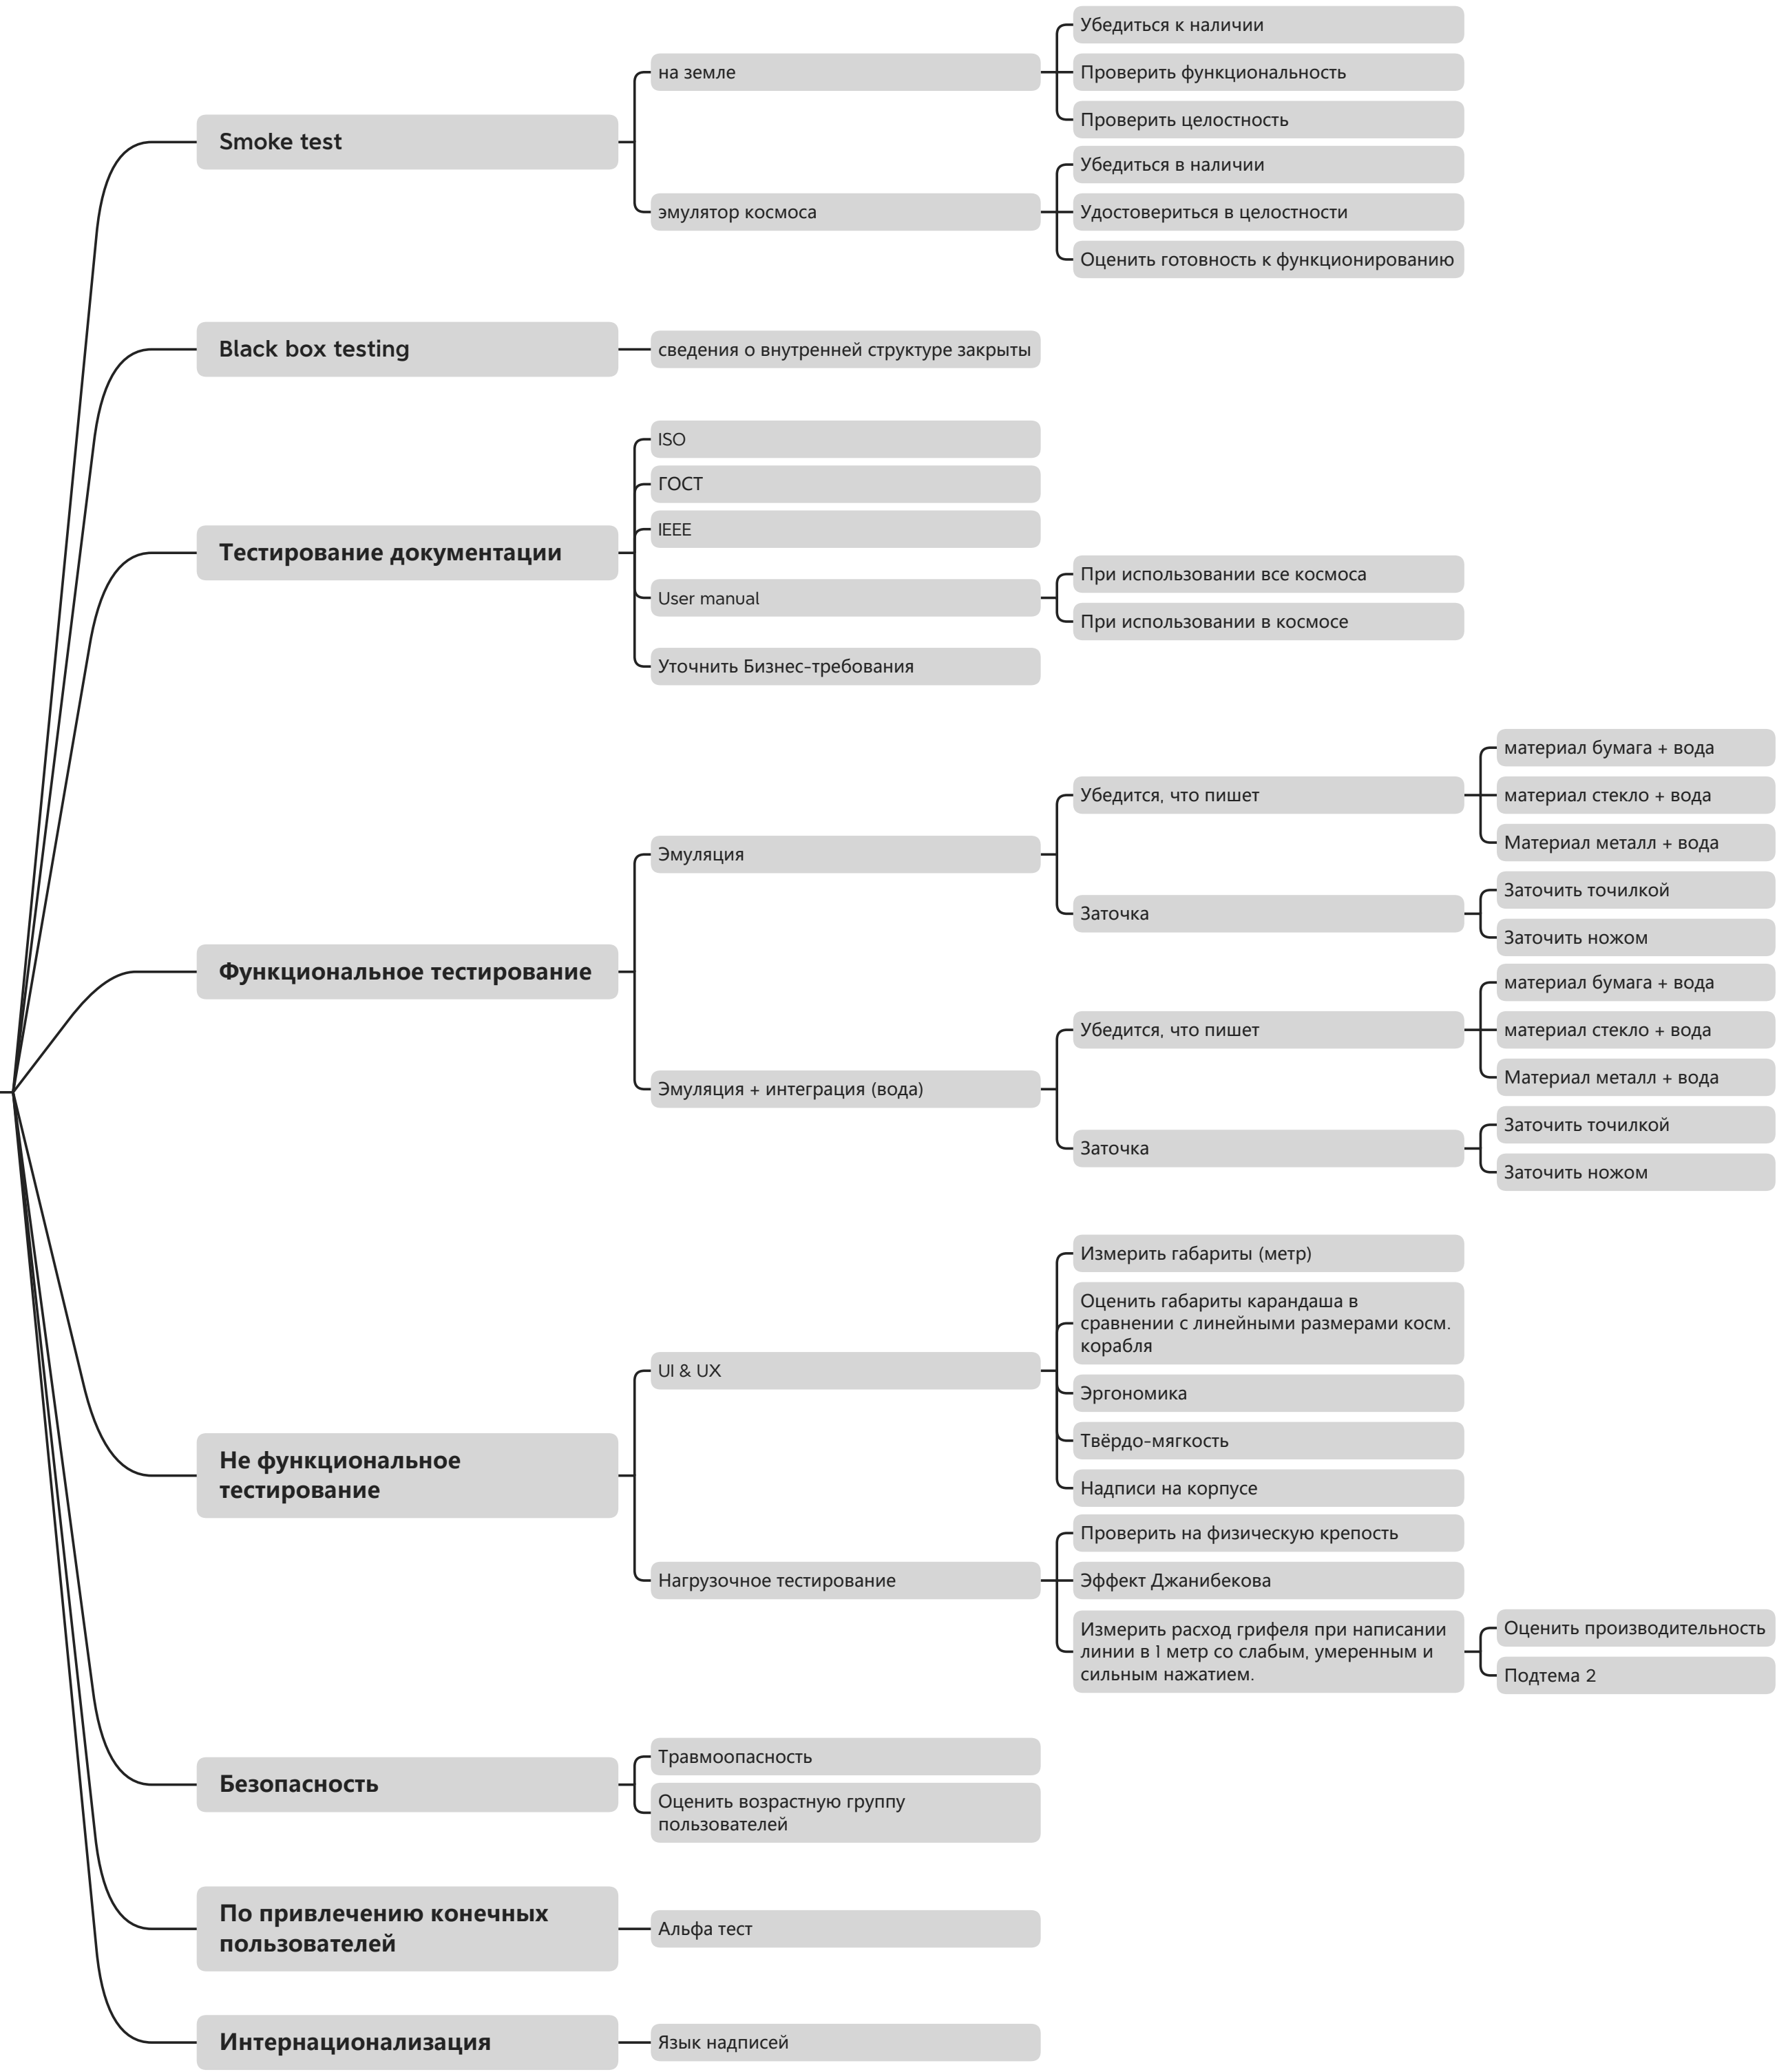 Smoke test
на земле
Убедиться к наличии
Проверить функциональность
Проверить целостность
эмулятор космоса
Убедиться в наличии
Удостовериться в целостности
Оценить готовность к функционированию
Black box testing
сведения о внутренней структуре закрыты
Тестирование документации
ISO
ГОСТ
IEEE
User manual
При использовании все космоса
При использовании в космосе
Уточнить Бизнес-требования
Функциональное тестирование
Эмуляция
Убедится, что пишет
материал бумага + вода
материал стекло + вода
Материал металл + вода
Заточка
Заточить точилкой
Заточить ножом
Эмуляция + интеграция (вода)
Убедится, что пишет
материал бумага + вода
материал стекло + вода
Материал металл + вода
Заточка
Заточить точилкой
Заточить ножом
Не функциональное
тестирование
UI & UX
Измерить габариты (метр)
Оценить габариты карандаша в
сравнении с линейными размерами косм.
корабля
Эргономика
Твёрдо-мягкость
Надписи на корпусе
Нагрузочное тестирование
Проверить на физическую крепость
Эффект Джанибекова
Измерить расход грифеля при написании
линии в 1 метр со слабым, умеренным и
сильным нажатием.
Оценить производительность
Подтема 2
Безопасность
Травмоопасность
Оценить возрастную группу
пользователей
По привлечению конечных
пользователей
Альфа тест
Интернационализация
Язык надписей